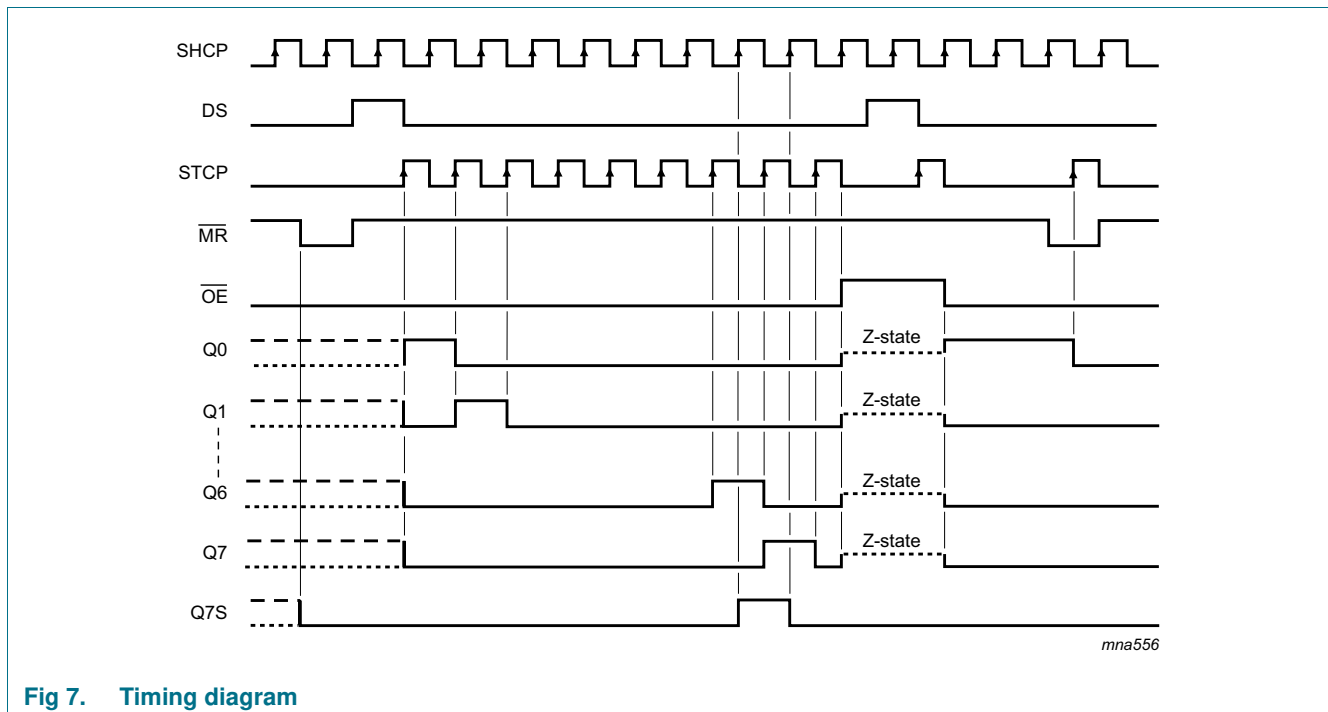 SHCP
DS
STCP
MR
OE
Q0
Z-state
Q1
Z-state
Q6
Z-state
Q7
Z-state
Q7S
mna556
Fig 7. Timing diagram